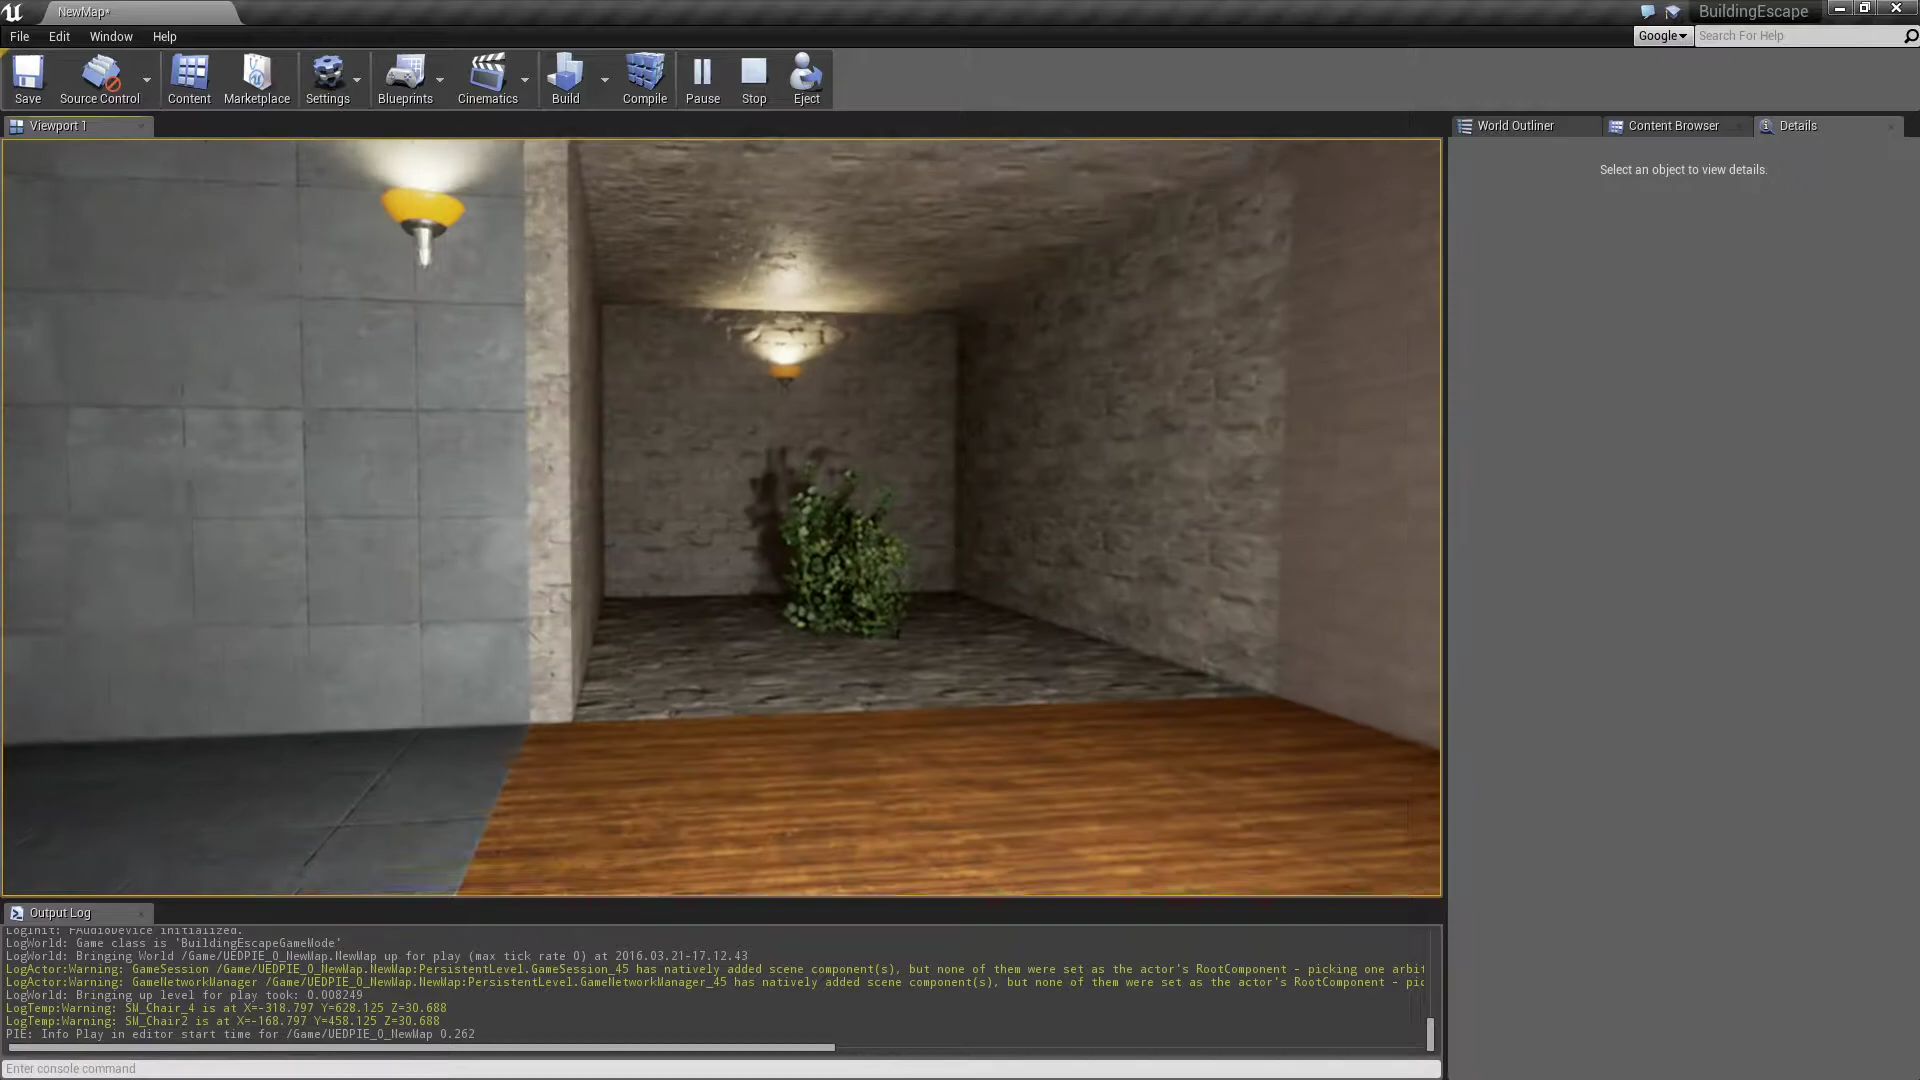 NewMap*
BuildingEscape
File Edit Window Help
Google Search For Help
Save Source Control Content Marketplace Settings Blueprints Cinematics Build Compile Pause Stop Eject
Viewport 1
World Outliner Content Browser Details
Select an object to view details.
Output Log
LogInit: FAudioDevice initialized.
LogWorld: Game class is 'BuildingEscapeGameMode'
LogWorld: Bringing World /Game/UEDPIE_0_NewMap.NewMap up for play (max tick rate 0) at 2016.03.21-17.12.43
LogActor:Warning: GameSession /Game/UEDPIE_0_NewMap.NewMap:PersistentLevel.GameSession_45 has natively added scene component(s), but none of them were set as the actor's RootComponent - picking one arbit
LogActor:Warning: GameNetworkManager /Game/UEDPIE_0_NewMap.NewMap:PersistentLevel.GameNetworkManager_45 has natively added scene component(s), but none of them were set as the actor's RootComponent - pic
LogWorld: Bringing up level for play took: 0.008249
LogTemp:Warning: SM_Chair_4 is at X=-318.797 Y=628.125 Z=30.688
LogTemp:Warning: SM_Chair2 is at X=-168.797 Y=458.125 Z=30.688
PIE: Info Play in editor start time for /Game/UEDPIE_0_NewMap 0.262
Enter console command